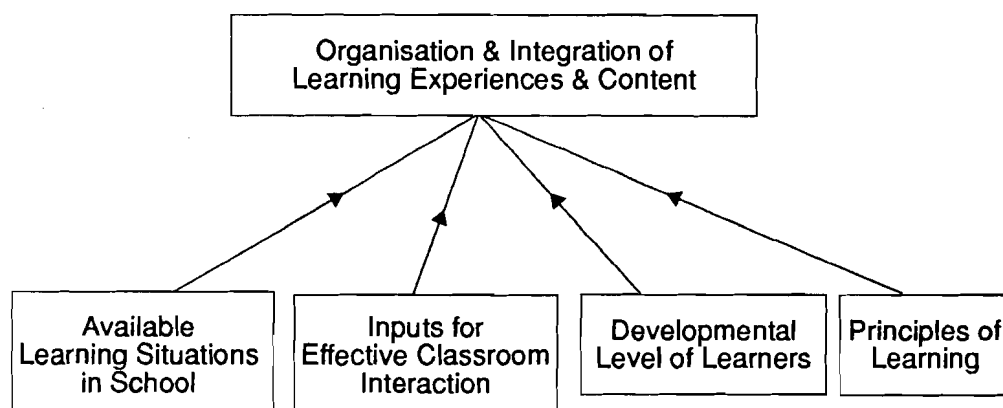 Organisation & Integration of
Learning Experiences & Content
Available
Learning Situations
in School
Inputs for
Effective Classroom
Interaction
Developmental
Level of Learners
Principles of
Learning